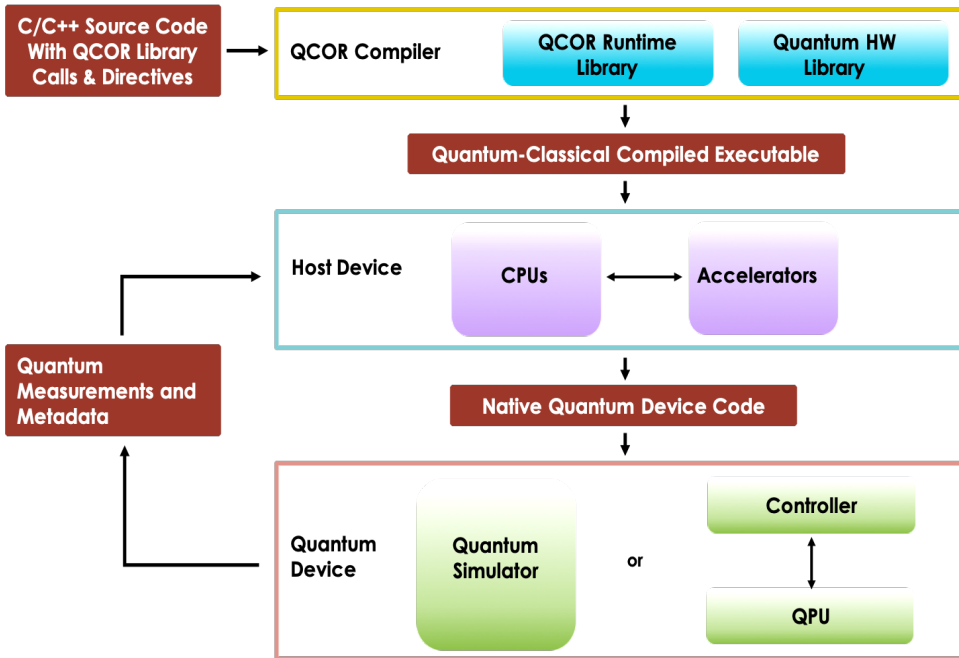 C/C++ Source Code
With QCOR Library
Calls & Directives
QCOR Compiler
QCOR Runtime
Library
Quantum HW
Library
Quantum-Classical Compiled Executable
Host Device
CPUs
Accelerators
Quantum
Measurements and
Metadata
Native Quantum Device Code
Quantum
Device
Quantum
Simulator
or
Controller
QPU